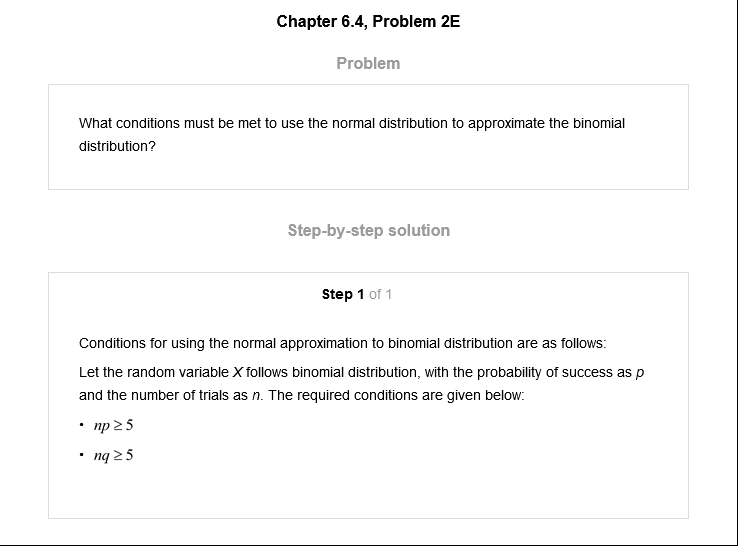 Chapter 6.4, Problem 2E
Problem
What conditions must be met to use the normal distribution to approximate the binomial
distribution?
Step-by-step solution
Step 1 of 1
Conditions for using the normal approximation to binomial distribution are as follows:
Let the random variable X follows binomial distribution, with the probability of success as p
and the number of trials as n. The required conditions are given below:
• np ≥ 5
• nq ≥ 5